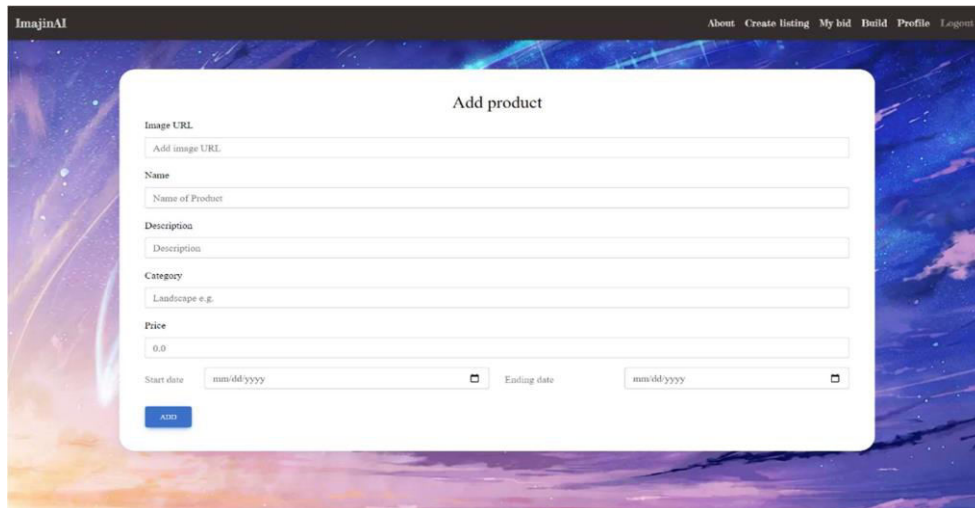 ImajinAI About Create listing My bid Build Profile Logout
Add product
Image URL
Add image URL
Name
Name of Product
Description
Description
Category
Landscape e.g.
Price
0.0
Start date mm/dd/yyyy Ending date mm/dd/yyyy
ADD